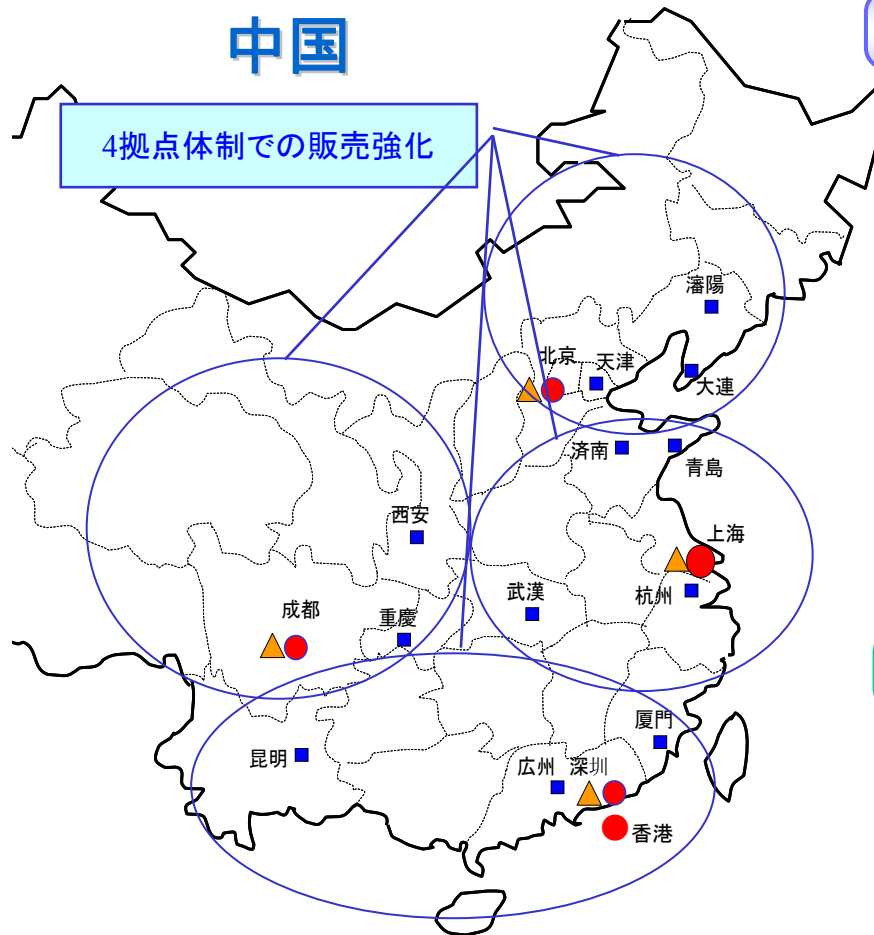 中国
4拠点体制での販売強化
瀋陽
北京
天津
大連
済南
青島
西安
上海
杭州
武漢
成都
重慶
厦門
昆明
広州
深圳
香港